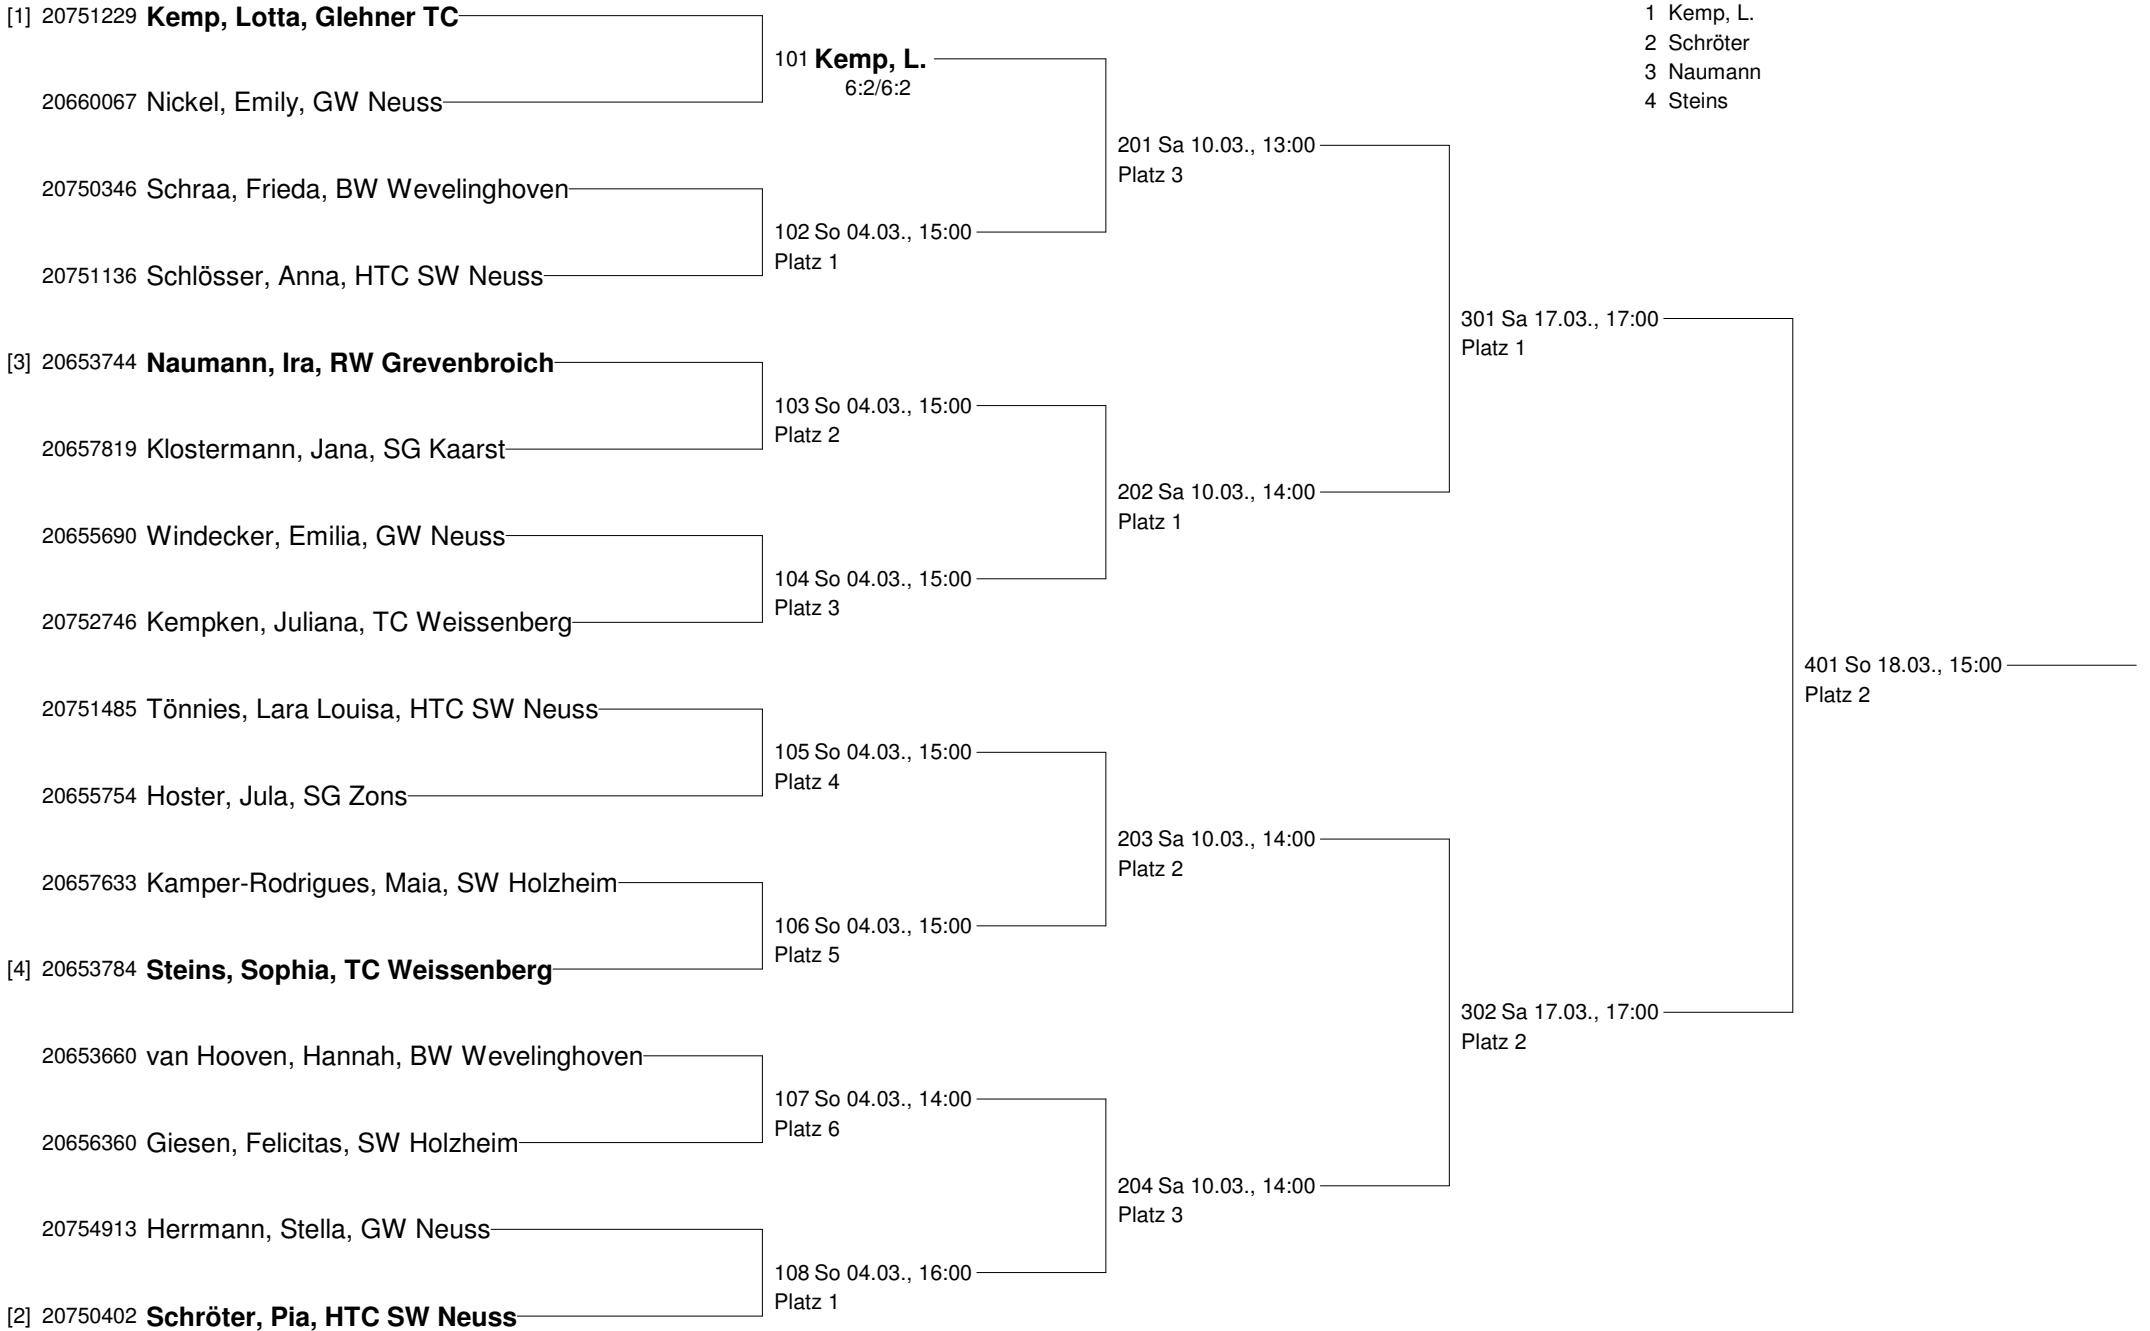 [1] 20751229 Kemp, Lotta, Glehner TC
20660067 Nickel, Emily, GW Neuss
20750346 Schraa, Frieda, BW Wevelinghoven
20751136 Schlösser, Anna, HTC SW Neuss
[3] 20653744 Naumann, Ira, RW Grevenbroich
20657819 Klostermann, Jana, SG Kaarst
20655690 Windecker, Emilia, GW Neuss
20752746 Kempken, Juliana, TC Weissenberg
20751485 Tönnies, Lara Louisa, HTC SW Neuss
20655754 Hoster, Jula, SG Zons
20657633 Kamper-Rodrigues, Maia, SW Holzheim
[4] 20653784 Steins, Sophia, TC Weissenberg
20653660 van Hooven, Hannah, BW Wevelinghoven
20656360 Giesen, Felicitas, SW Holzheim
20754913 Herrmann, Stella, GW Neuss
[2] 20750402 Schröter, Pia, HTC SW Neuss
101 Kemp, L.
6:2/6:2
102 So 04.03., 15:00
Platz 1
103 So 04.03., 15:00
Platz 2
104 So 04.03., 15:00
Platz 3
105 So 04.03., 15:00
Platz 4
106 So 04.03., 15:00
Platz 5
107 So 04.03., 14:00
Platz 6
108 So 04.03., 16:00
Platz 1
201 Sa 10.03., 13:00
Platz 3
202 Sa 10.03., 14:00
Platz 1
203 Sa 10.03., 14:00
Platz 2
204 Sa 10.03., 14:00
Platz 3
301 Sa 17.03., 17:00
Platz 1
302 Sa 17.03., 17:00
Platz 2
401 So 18.03., 15:00
Platz 2
1 Kemp, L.
2 Schröter
3 Naumann
4 Steins